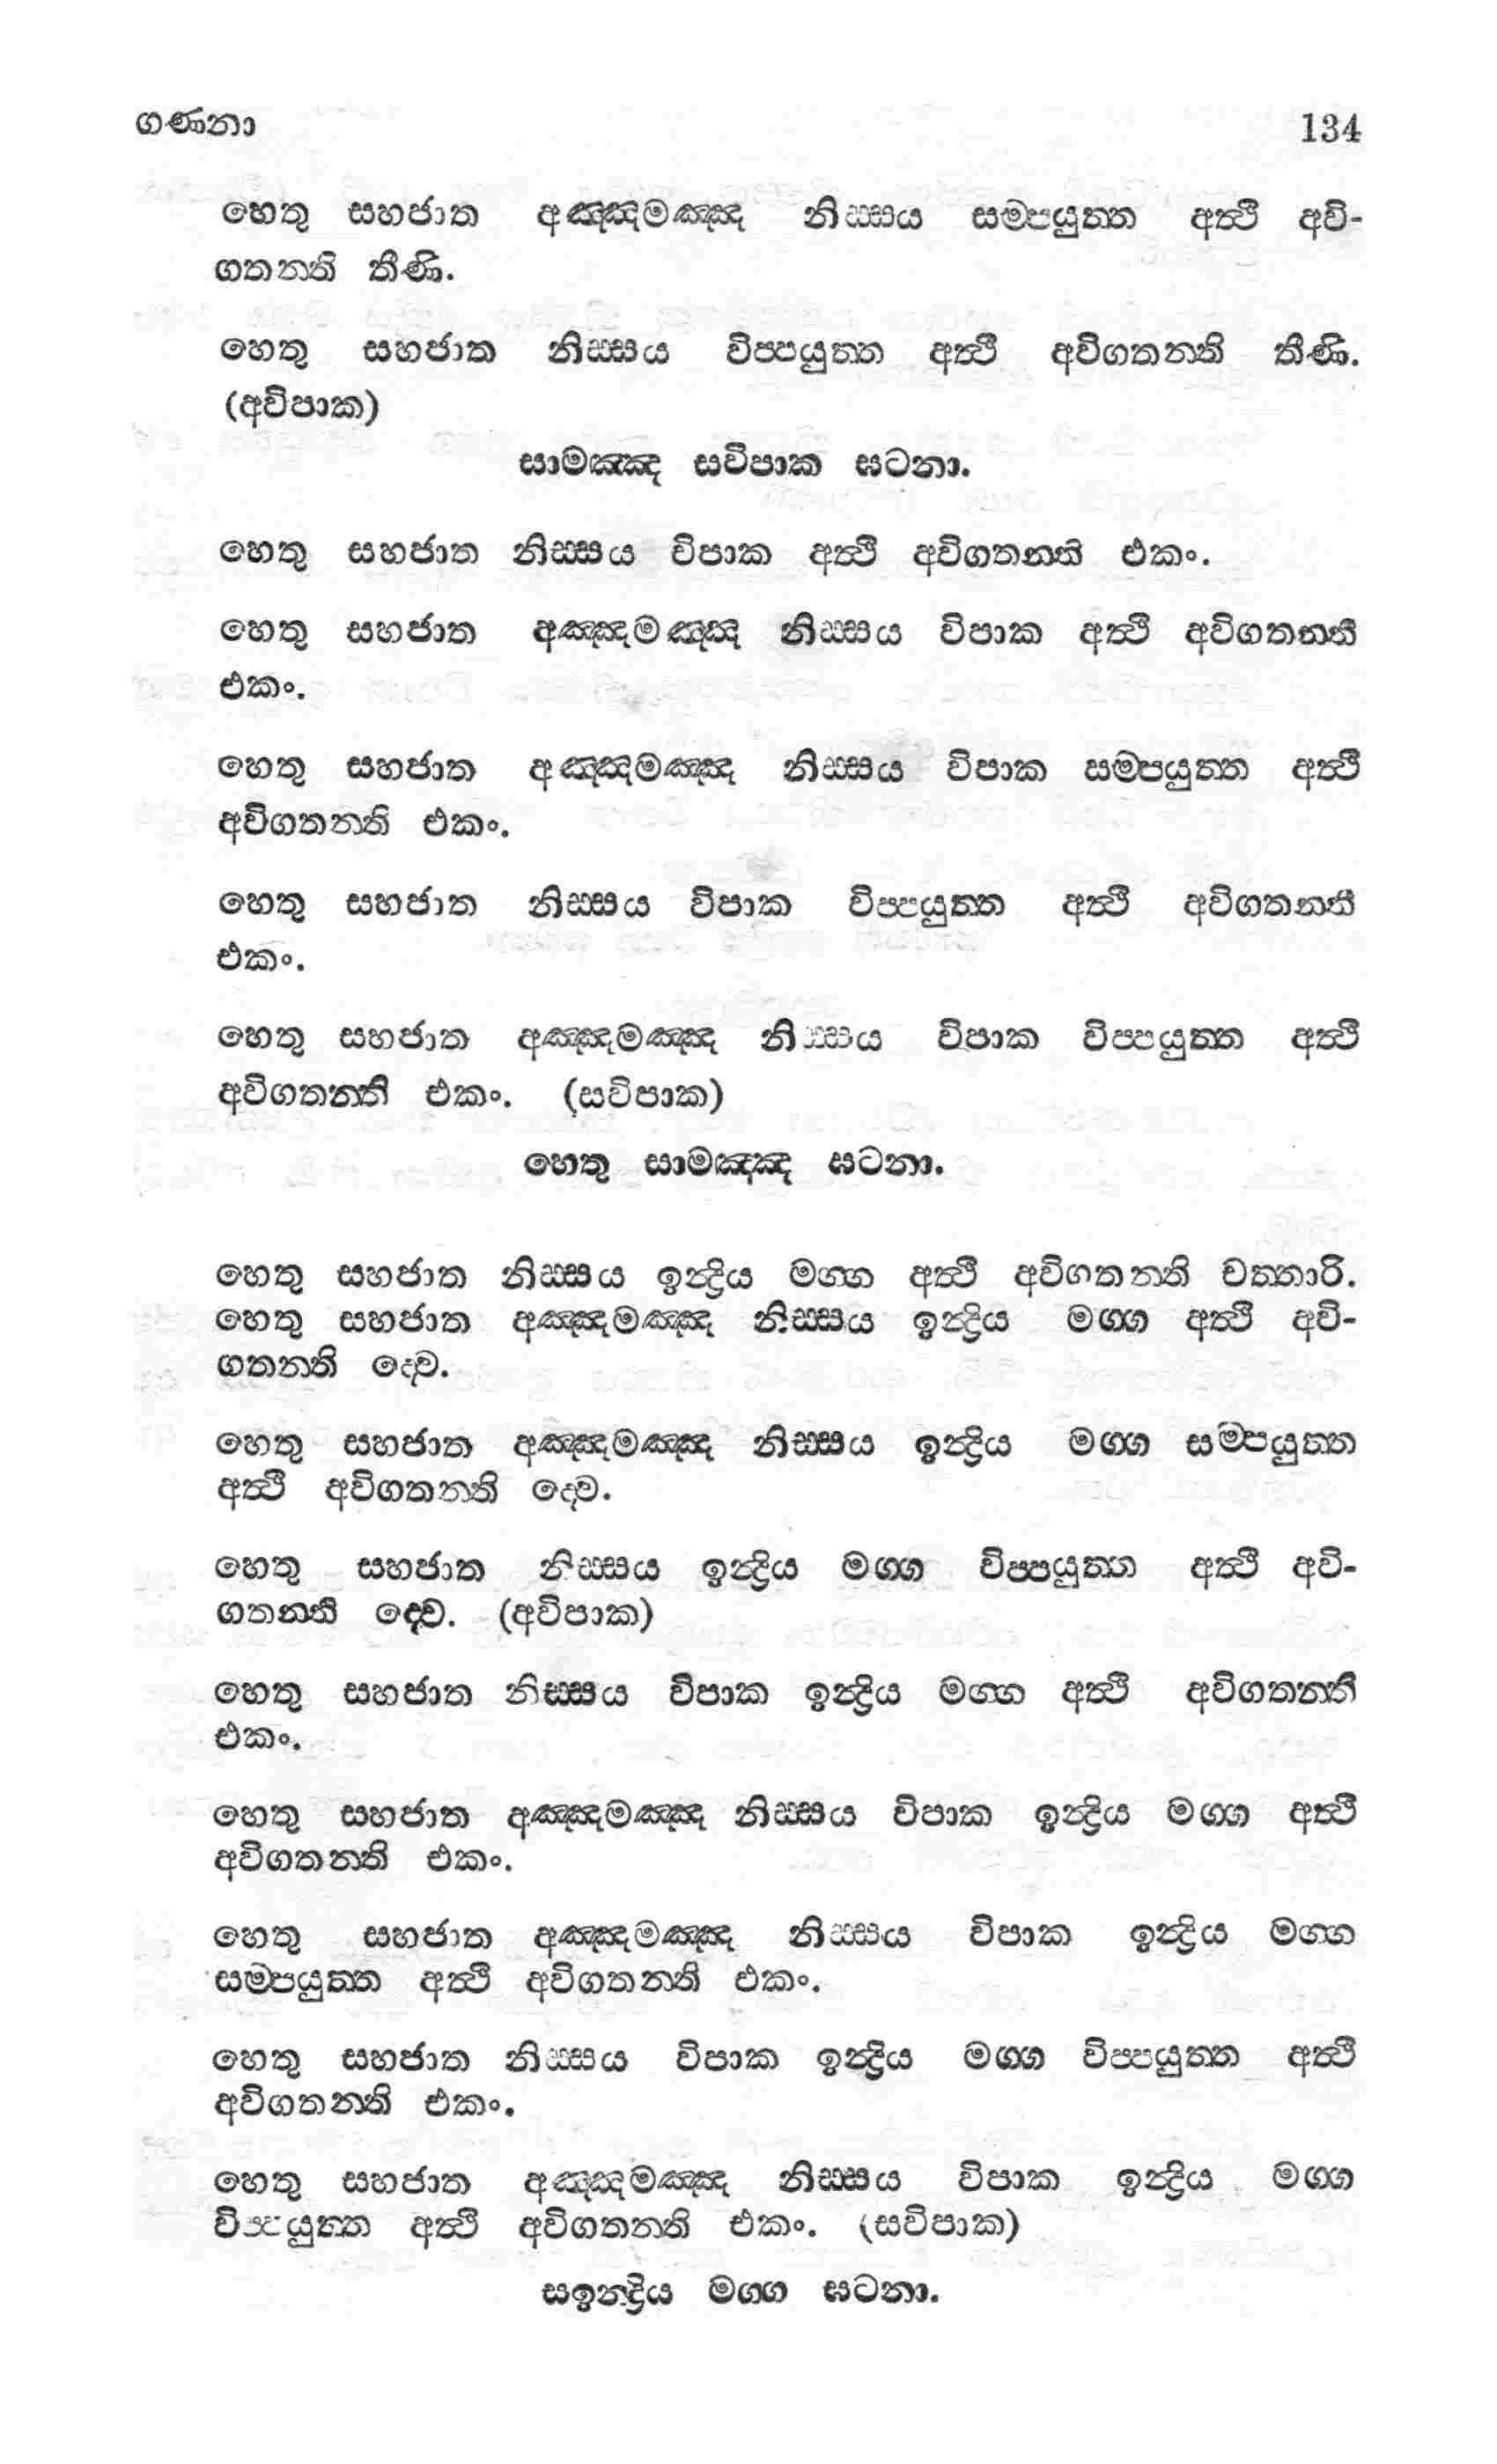 ගණනා 134
හෙතු සහජාත අඤ්ඤමඤ්ඤ නිස්සය සම්පයුත්ත අත්ථි අවි-
ගතන්ති තීණි.
හෙතු සහජාත නිස්සය විප්පයුත්ත අත්ථි අවිගතන්ති තීණි.
(අවිපාක)
සාමඤ්ඤ සවිපාක ඝටනා.
හෙතු සහජාත නිස්සය විපාක අත්ථි අවිගතන්ති එකං.
හෙතු සහජාත අඤ්ඤමඤ්ඤ නිස්සය විපාක අත්ථි අවිගතන්ති
එකං.
හෙතු සහජාත අඤ්ඤමඤ්ඤ නිස්සය විපාක සම්පයුත්ත අත්ථි
අවිගතන්ති එකං.
හෙතු සහජාත නිස්සය විපාක විප්පයුත්ත අත්ථි අවිගතන්ති
එකං.
හෙතු සහජාත අඤ්ඤමඤ්ඤ නිස්සය විපාක විප්පයුත්ත අත්ථි
අවිගතන්ති එකං. (සවිපාක)
හෙතු සාමඤ්ඤ ඝටනා.
හෙතු සහජාත නිස්සය ඉන්ද්‍රිය මග්ග අත්ථි අවිගතන්ති චත්තාරි.
හෙතු සහජාත අඤ්ඤමඤ්ඤ නිස්සය ඉන්ද්‍රිය මග්ග අත්ථි අවි-
ගතන්ති ද්වෙ.
හෙතු සහජාත අඤ්ඤමඤ්ඤ නිස්සය ඉන්ද්‍රිය මග්ග සම්පයුත්ත
අත්ථි අවිගතන්ති ද්වෙ.
හෙතු සහජාත නිස්සය ඉන්ද්‍රිය මග්ග විප්පයුත්ත අත්ථි අවි-
ගතන්ති ද්වෙ. (අවිපාක)
හෙතු සහජාත නිස්සය විපාක ඉන්ද්‍රිය මග්ග අත්ථි අවිගතන්ති
එකං.
හෙතු සහජාත අඤ්ඤමඤ්ඤ නිස්සය විපාක ඉන්ද්‍රිය මග්ග අත්ථි
අවිගතන්ති එකං.
හෙතු සහජාත අඤ්ඤමඤ්ඤ නිස්සය විපාක ඉන්ද්‍රිය මග්ග
සම්පයුත්ත අත්ථි අවිගතන්ති එකං.
හෙතු සහජාත නිස්සය විපාක ඉන්ද්‍රිය මග්ග විප්පයුත්ත අත්ථි
අවිගතන්ති එකං.
හෙතු සහජාත අඤ්ඤමඤ්ඤ නිස්සය විපාක ඉන්ද්‍රිය මග්ග
විප්පයුත්ත අත්ථි අවිගතන්ති එකං. (සවිපාක)
සඉන්ද්‍රිය මග්ග ඝටනා.